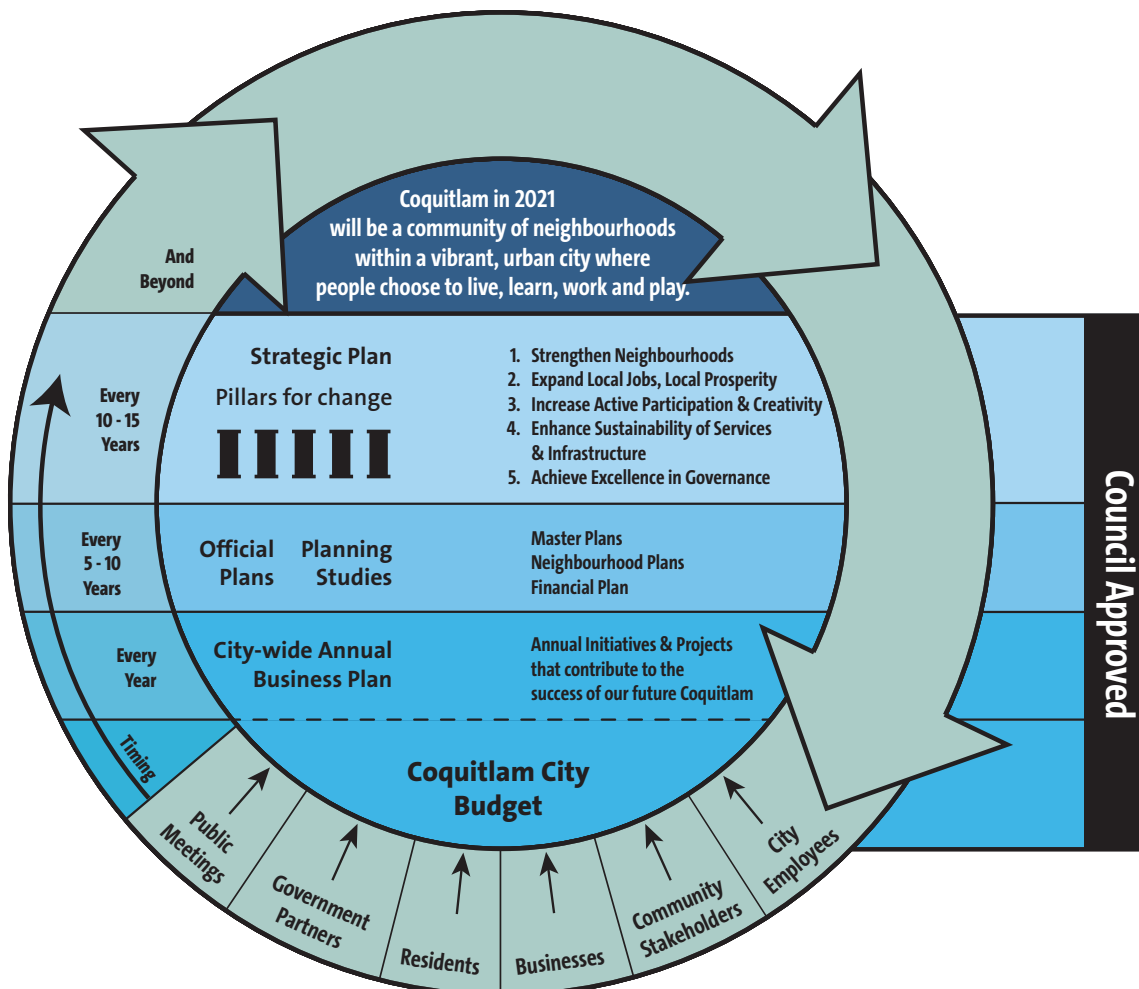 Coquitlam in 2021
will be a community of neighbourhoods
within a vibrant, urban city where
people choose to live, learn, work and play.
And
Beyond
Every
10 - 15
Years
Strategic Plan
Pillars for change
1. Strengthen Neighbourhoods
2. Expand Local Jobs, Local Prosperity
3. Increase Active Participation & Creativity
4. Enhance Sustainability of Services
& Infrastructure
5. Achieve Excellence in Governance
Every
5 - 10
Years
Official
Plans
Planning
Studies
Master Plans
Neighbourhood Plans
Financial Plan
Every
Year
City-wide Annual
Business Plan
Annual Initiatives & Projects
that contribute to the
success of our future Coquitlam
Timing
Coquitlam City
Budget
Public
Meetings
Government
Partners
Residents
Businesses
Community
Stakeholders
City
Employees
Council Approved